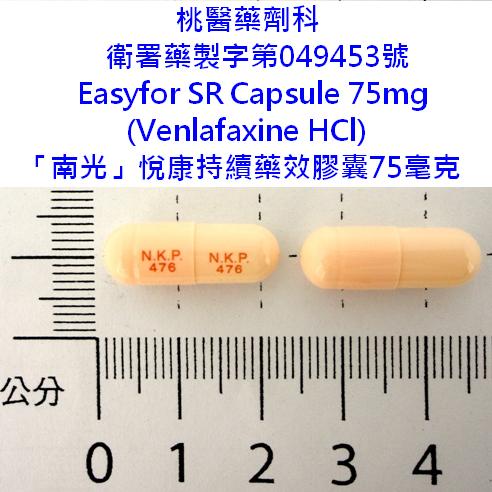 桃醫藥劑科
衛署藥製字第049453號
Easyfor SR Capsule 75mg
(Venlafaxine HCl)
「南光」悅康持續藥效膠囊75毫克
N.K.P. N.K.P.
476 476
公分
0 1 2 3 4